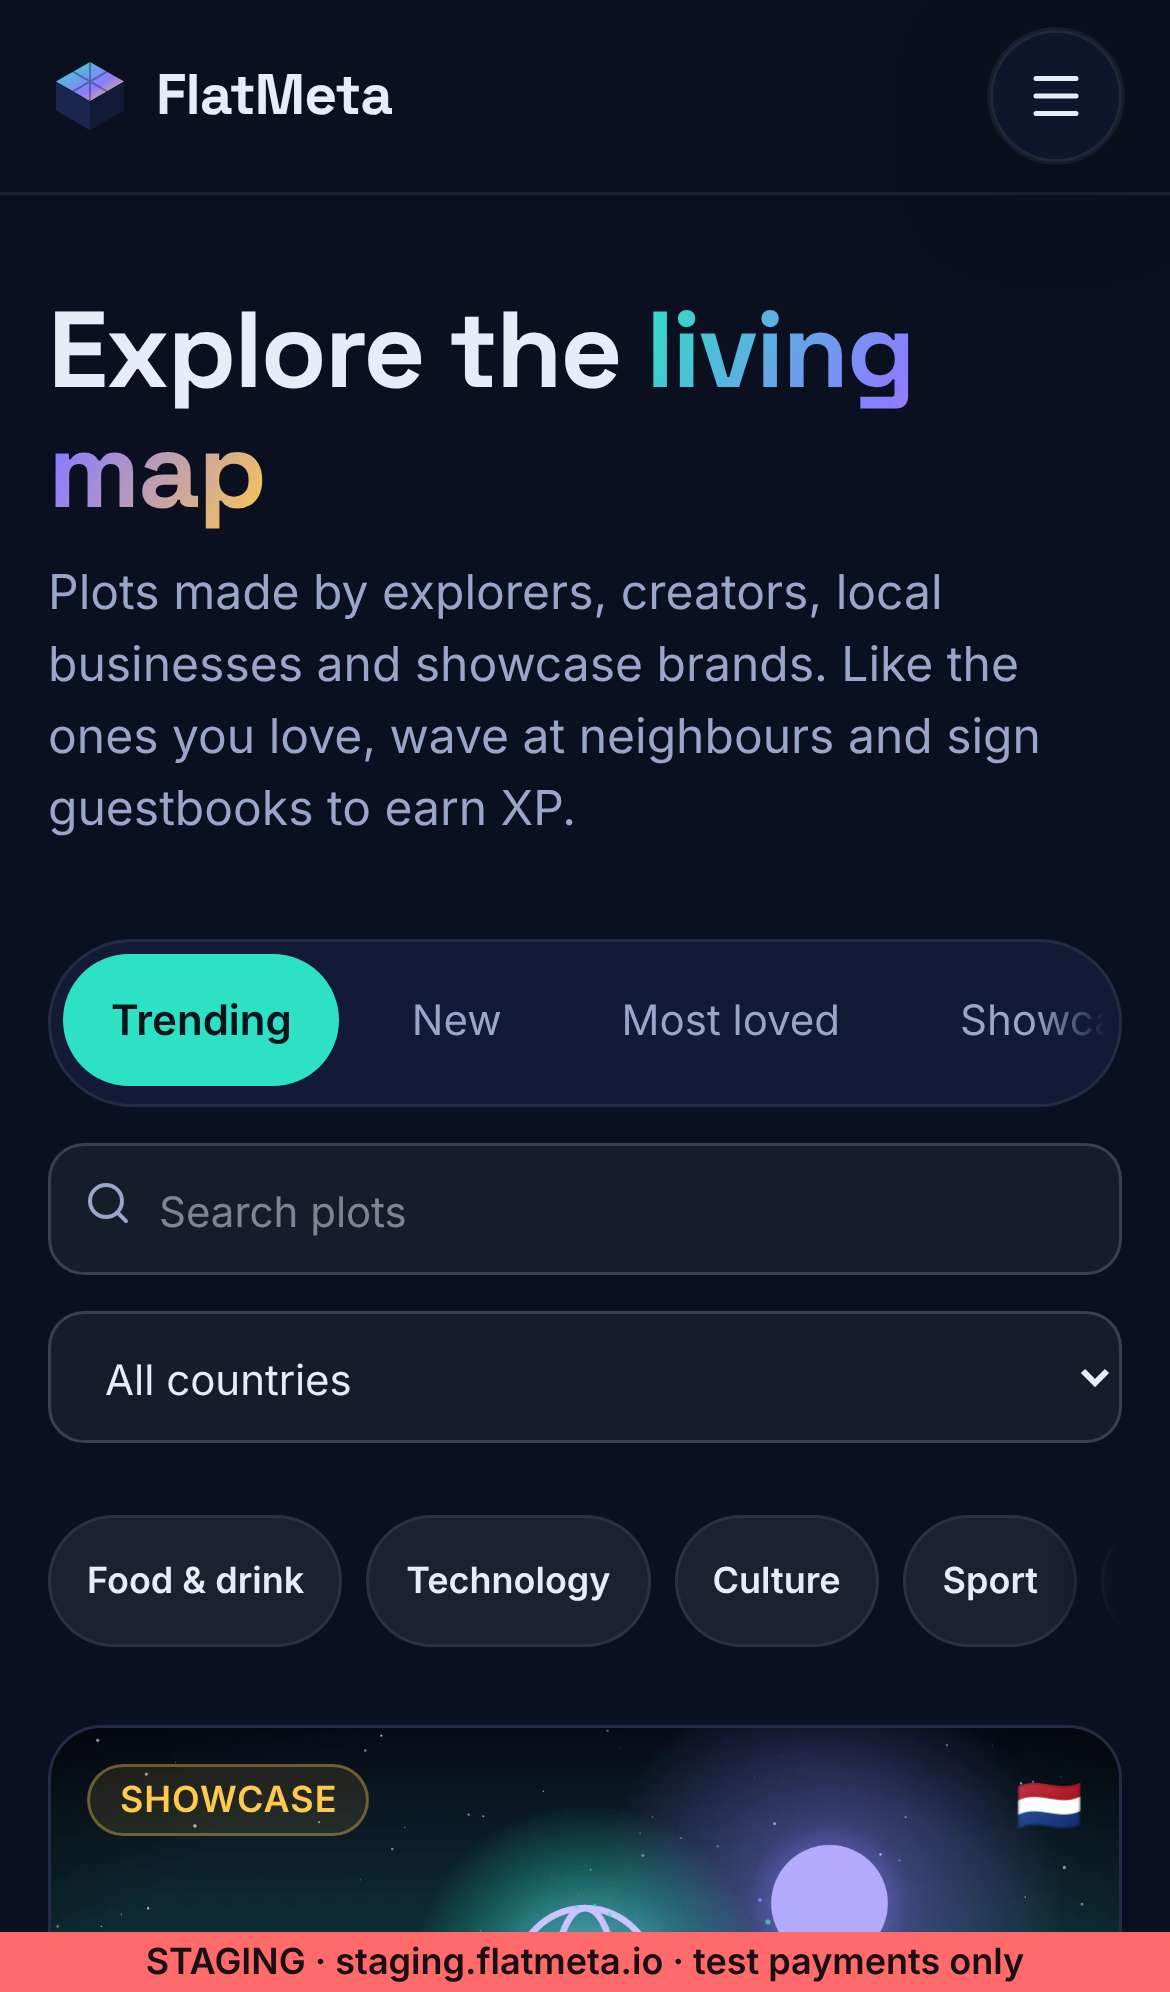 FlatMeta
Explore the living
map
Plots made by explorers, creators, local
businesses and showcase brands. Like the
ones you love, wave at neighbours and sign
guestbooks to earn XP.
Trending New Most loved Showca
Search plots
All countries
Food & drink Technology Culture Sport
SHOWCASE
STAGING · staging.flatmeta.io · test payments only